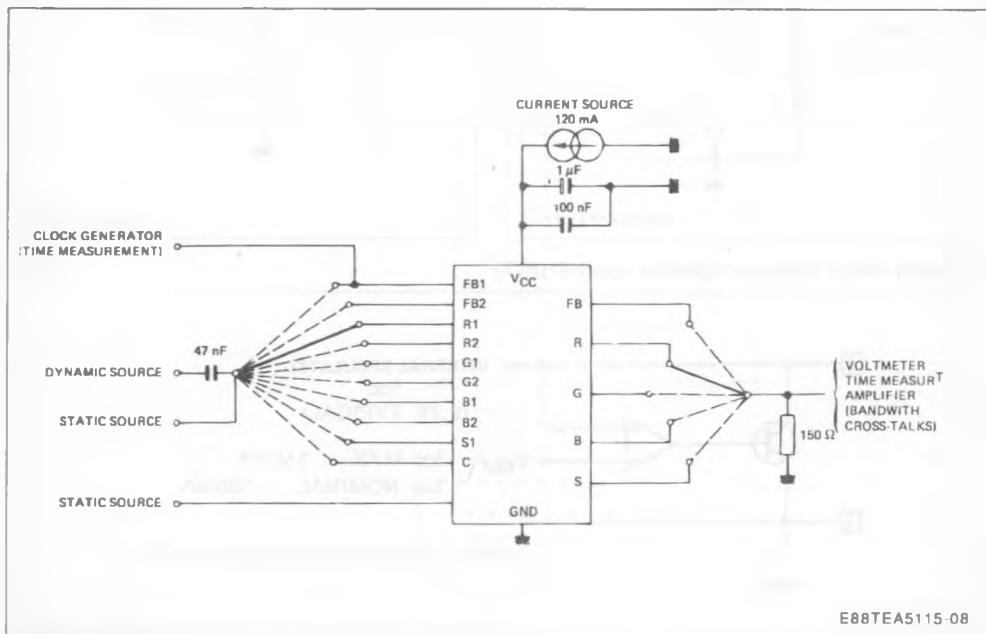 CURRENT SOURCE
120 mA
1 µF
100 nF
CLOCK GENERATOR
(TIME MEASUREMENT)
VCC
FB1
FB2
R1
R2
G1
G2
B1
B2
S1
C
FB
R
G
B
S
47 nF
DYNAMIC SOURCE
STATIC SOURCE
STATIC SOURCE
GND
150 Ω
VOLTMETER
TIME MEASURT
AMPLIFIER
(BANDWITH
CROSS-TALKS)
E88TEA5115-08